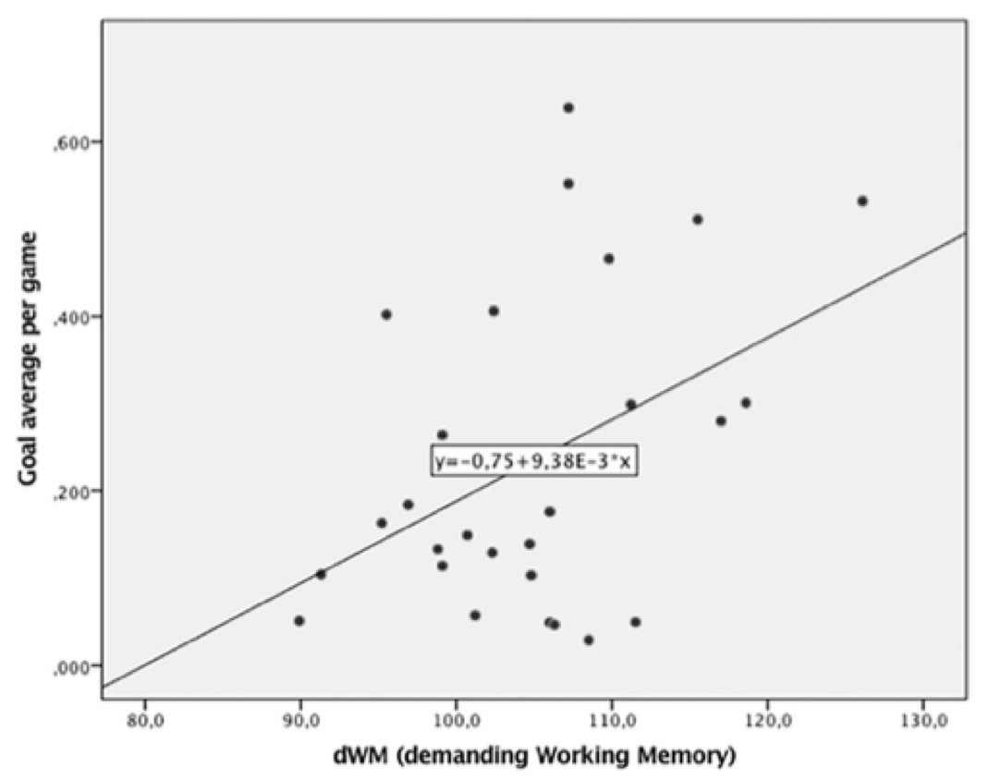 ,600
,400
,200
,000
Goal average per game
y=-0,75+9,38E-3*x
80,0 90,0 100,0 110,0 120,0 130,0
dWM (demanding Working Memory)